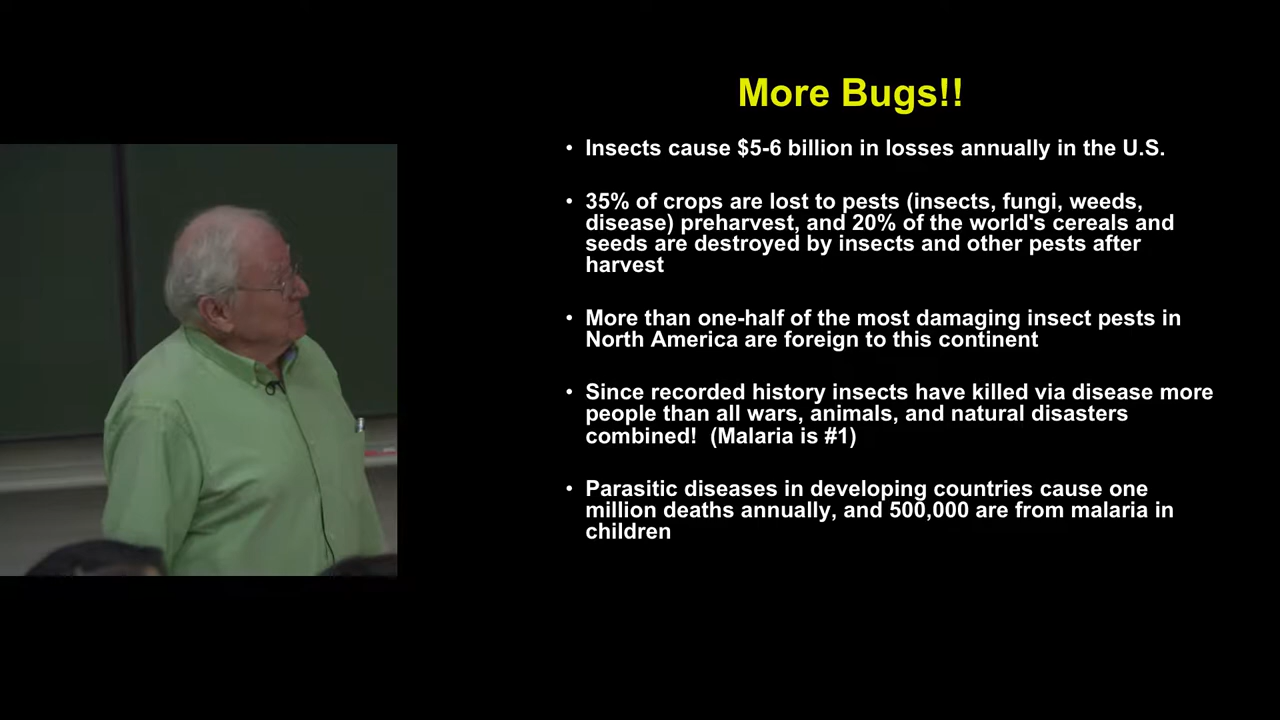 More Bugs!!
• Insects cause $5-6 billion in losses annually in the U.S.
• 35% of crops are lost to pests (insects, fungi, weeds,
disease) preharvest, and 20% of the world's cereals and
seeds are destroyed by insects and other pests after
harvest
• More than one-half of the most damaging insect pests in
North America are foreign to this continent
• Since recorded history insects have killed via disease more
people than all wars, animals, and natural disasters
combined!  (Malaria is #1)
• Parasitic diseases in developing countries cause one
million deaths annually, and 500,000 are from malaria in
children